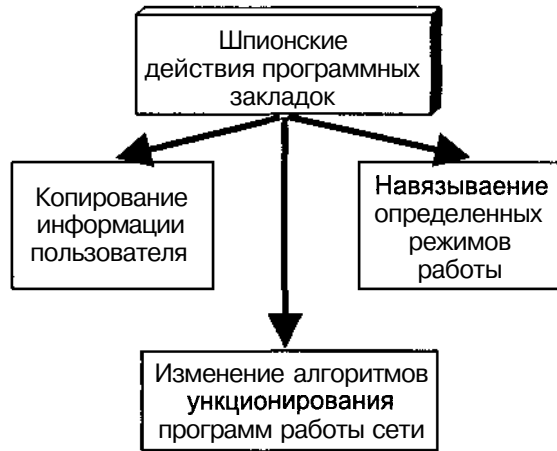 Шпионские
действия программных
закладок
Копирование
информации
пользователя
Навязываение
определенных
режимов
работы
Изменение алгоритмов
ункционирования
программ работы сети